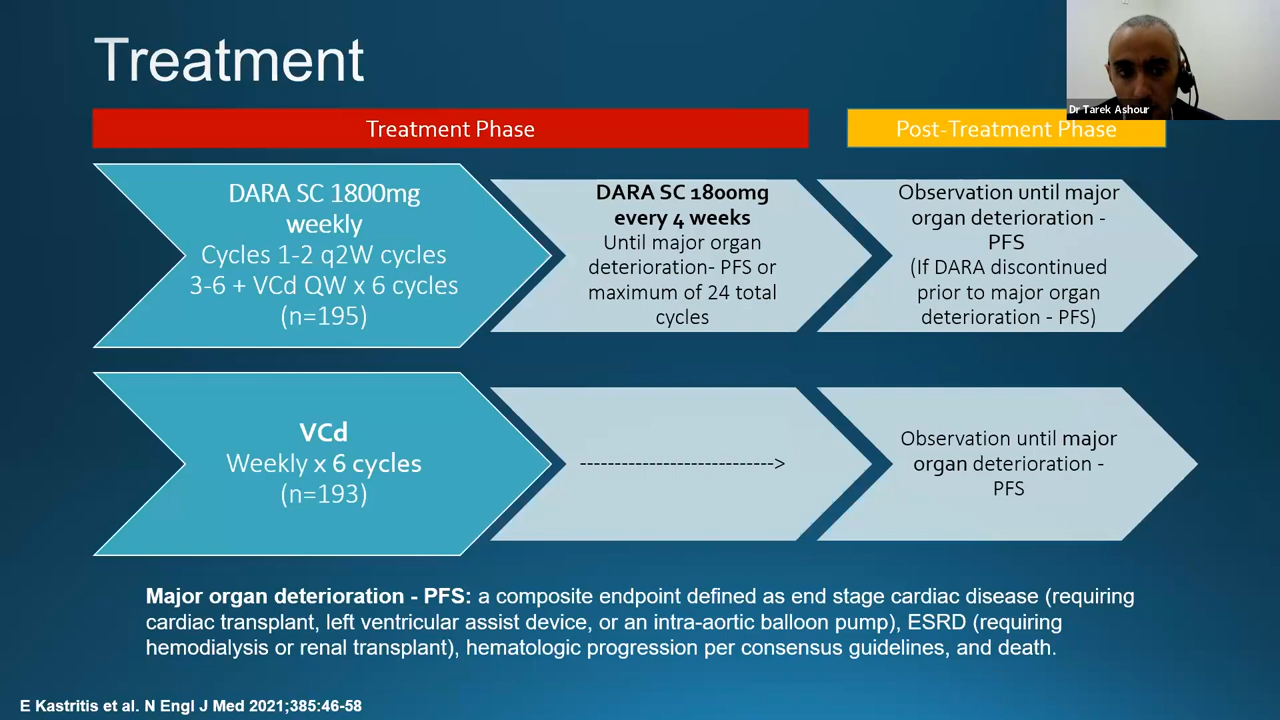 Treatment
Dr Tarek Ashour
Treatment Phase
Post-Treatment Phase
DARA SC 1800mg
weekly
Cycles 1-2 q2W cycles
3-6 + VCd QW x 6 cycles
(n=195)
DARA SC 1800mg
every 4 weeks
Until major organ
deterioration- PFS or
maximum of 24 total
cycles
Observation until major
organ deterioration -
PFS
(If DARA discontinued
prior to major organ
deterioration - PFS)
VCd
Weekly x 6 cycles
(n=193)
---------------------------->
Observation until major
organ deterioration -
PFS
Major organ deterioration - PFS: a composite endpoint defined as end stage cardiac disease (requiring
cardiac transplant, left ventricular assist device, or an intra-aortic balloon pump), ESRD (requiring
hemodialysis or renal transplant), hematologic progression per consensus guidelines, and death.
E Kastritis et al. N Engl J Med 2021;385:46-58